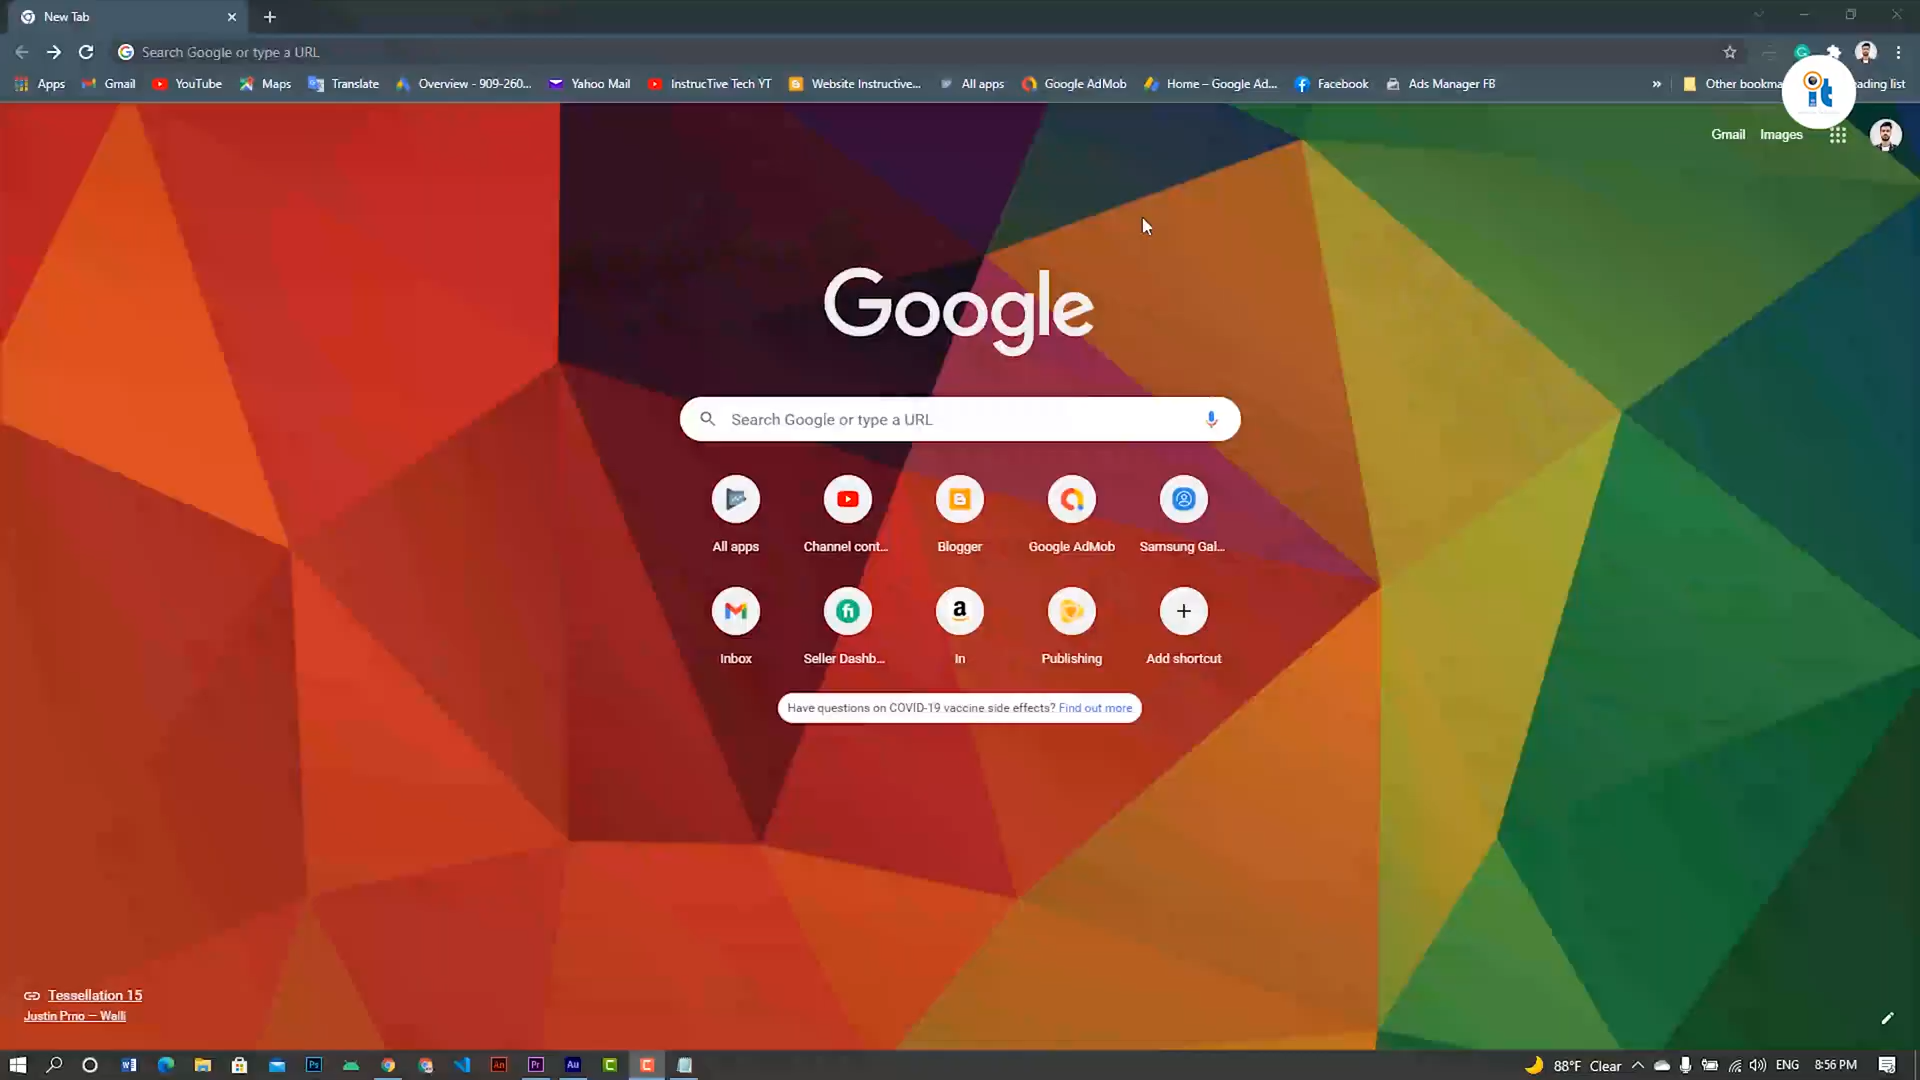 New Tab
Search Google or type a URL
Apps Gmail YouTube Maps Translate Overview - 909-260... Yahoo Mail InstrucTive Tech YT Website Instructive... All apps Google AdMob Home – Google Ad... Facebook Ads Manager FB » Other bookma ading list
it
Gmail Images
Google
Search Google or type a URL
All apps Channel cont... Blogger Google AdMob Samsung Gal...
Inbox Seller Dashb... In Publishing Add shortcut
Have questions on COVID-19 vaccine side effects? Find out more
Tessellation 15
Justin Prno — Walli
88°F Clear ENG 8:56 PM